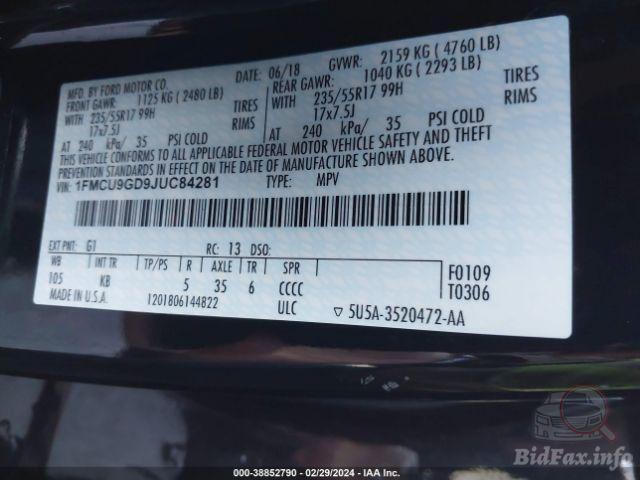 MFD. BY FORD MOTOR CO. DATE: 06/18 GVWR: 2159 KG ( 4760 LB)
FRONT GAWR: 1125 KG ( 2480 LB) REAR GAWR: 1040 KG ( 2293 LB)
WITH 235/55R17 99H TIRES WITH 235/55R17 99H TIRES
17x7.5J RIMS 17x7.5J RIMS
AT 240 kPa/ 35 PSI COLD AT 240 kPa/ 35 PSI COLD
THIS VEHICLE CONFORMS TO ALL APPLICABLE FEDERAL MOTOR VEHICLE SAFETY AND THEFT
PREVENTION STANDARDS IN EFFECT ON THE DATE OF MANUFACTURE SHOWN ABOVE.
VIN: 1FMCU9GD9JUC84281 TYPE: MPV
EXT PNT: G1 RC: 13 DSO:
WB INT TR TP/PS R AXLE TR SPR F0109
105 KB 5 35 6 CCCC T0306
MADE IN U.S.A. 1201806144822 ULC ▽ 5U5A-3520472-AA
BidFax.info
000-38852790 - 02/29/2024 - IAA Inc.